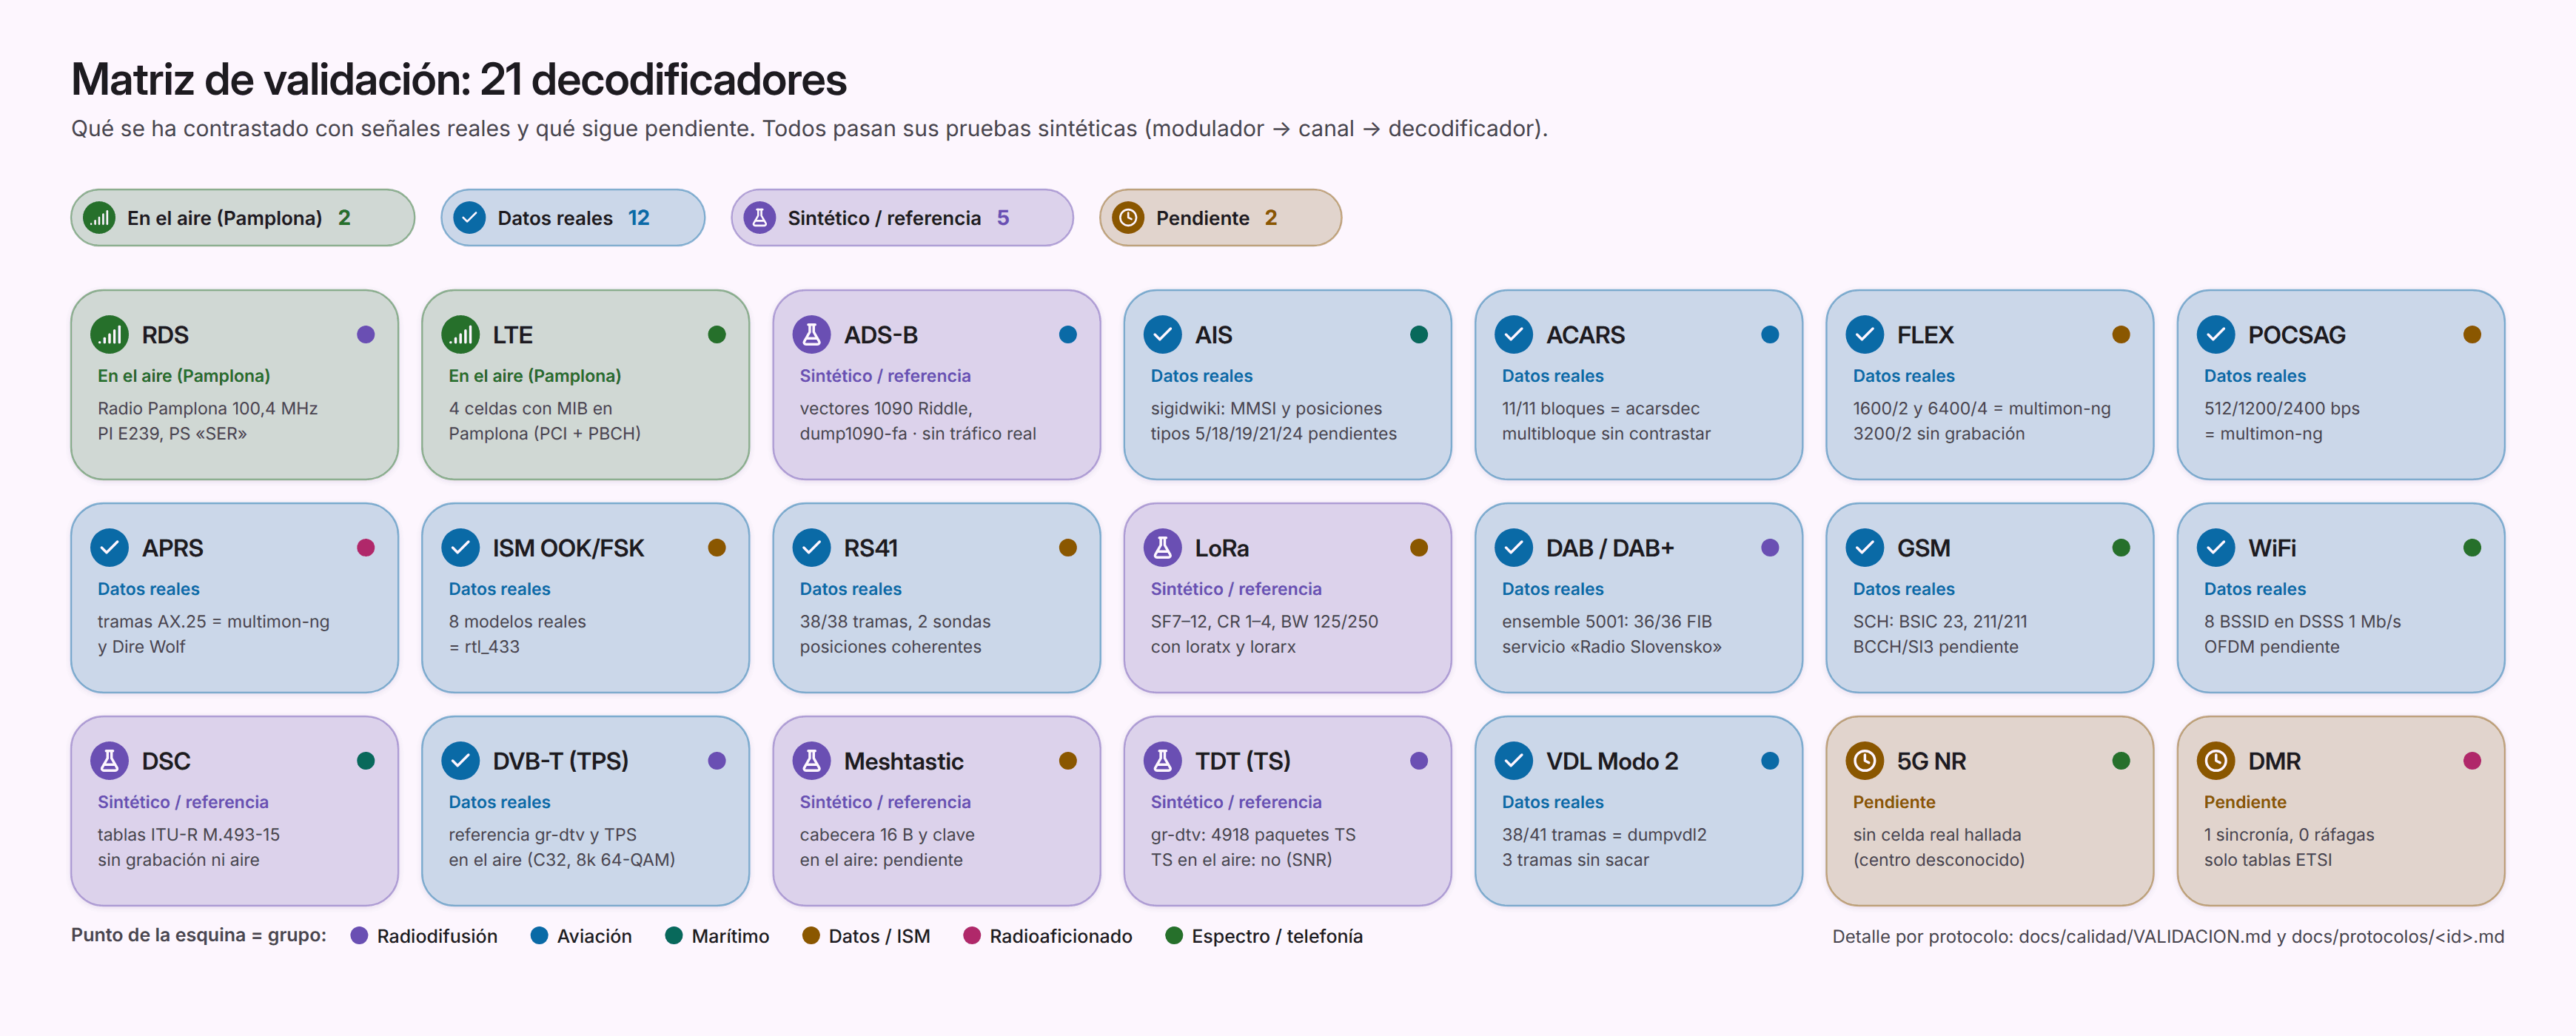 Matriz de validación: 21 decodificadores
Qué se ha contrastado con señales reales y qué sigue pendiente. Todos pasan sus pruebas sintéticas (modulador → canal → decodificador).
En el aire (Pamplona) 2
Datos reales 12
Sintético / referencia 5
Pendiente 2
RDS
En el aire (Pamplona)
Radio Pamplona 100,4 MHz
PI E239, PS «SER»
LTE
En el aire (Pamplona)
4 celdas con MIB en
Pamplona (PCI + PBCH)
ADS-B
Sintético / referencia
vectores 1090 Riddle,
dump1090-fa · sin tráfico real
AIS
Datos reales
sigidwiki: MMSI y posiciones
tipos 5/18/19/21/24 pendientes
ACARS
Datos reales
11/11 bloques = acarsdec
multibloque sin contrastar
FLEX
Datos reales
1600/2 y 6400/4 = multimon-ng
3200/2 sin grabación
POCSAG
Datos reales
512/1200/2400 bps
= multimon-ng
APRS
Datos reales
tramas AX.25 = multimon-ng
y Dire Wolf
ISM OOK/FSK
Datos reales
8 modelos reales
= rtl_433
RS41
Datos reales
38/38 tramas, 2 sondas
posiciones coherentes
LoRa
Sintético / referencia
SF7–12, CR 1–4, BW 125/250
con loratx y lorarx
DAB / DAB+
Datos reales
ensemble 5001: 36/36 FIB
servicio «Radio Slovensko»
GSM
Datos reales
SCH: BSIC 23, 211/211
BCCH/SI3 pendiente
WiFi
Datos reales
8 BSSID en DSSS 1 Mb/s
OFDM pendiente
DSC
Sintético / referencia
tablas ITU-R M.493-15
sin grabación ni aire
DVB-T (TPS)
Datos reales
referencia gr-dtv y TPS
en el aire (C32, 8k 64-QAM)
Meshtastic
Sintético / referencia
cabecera 16 B y clave
en el aire: pendiente
TDT (TS)
Sintético / referencia
gr-dtv: 4918 paquetes TS
TS en el aire: no (SNR)
VDL Modo 2
Datos reales
38/41 tramas = dumpvdl2
3 tramas sin sacar
5G NR
Pendiente
sin celda real hallada
(centro desconocido)
DMR
Pendiente
1 sincronía, 0 ráfagas
solo tablas ETSI
Punto de la esquina = grupo: Radiodifusión Aviación Marítimo Datos / ISM Radioaficionado Espectro / telefonía
Detalle por protocolo: docs/calidad/VALIDACION.md y docs/protocolos/<id>.md